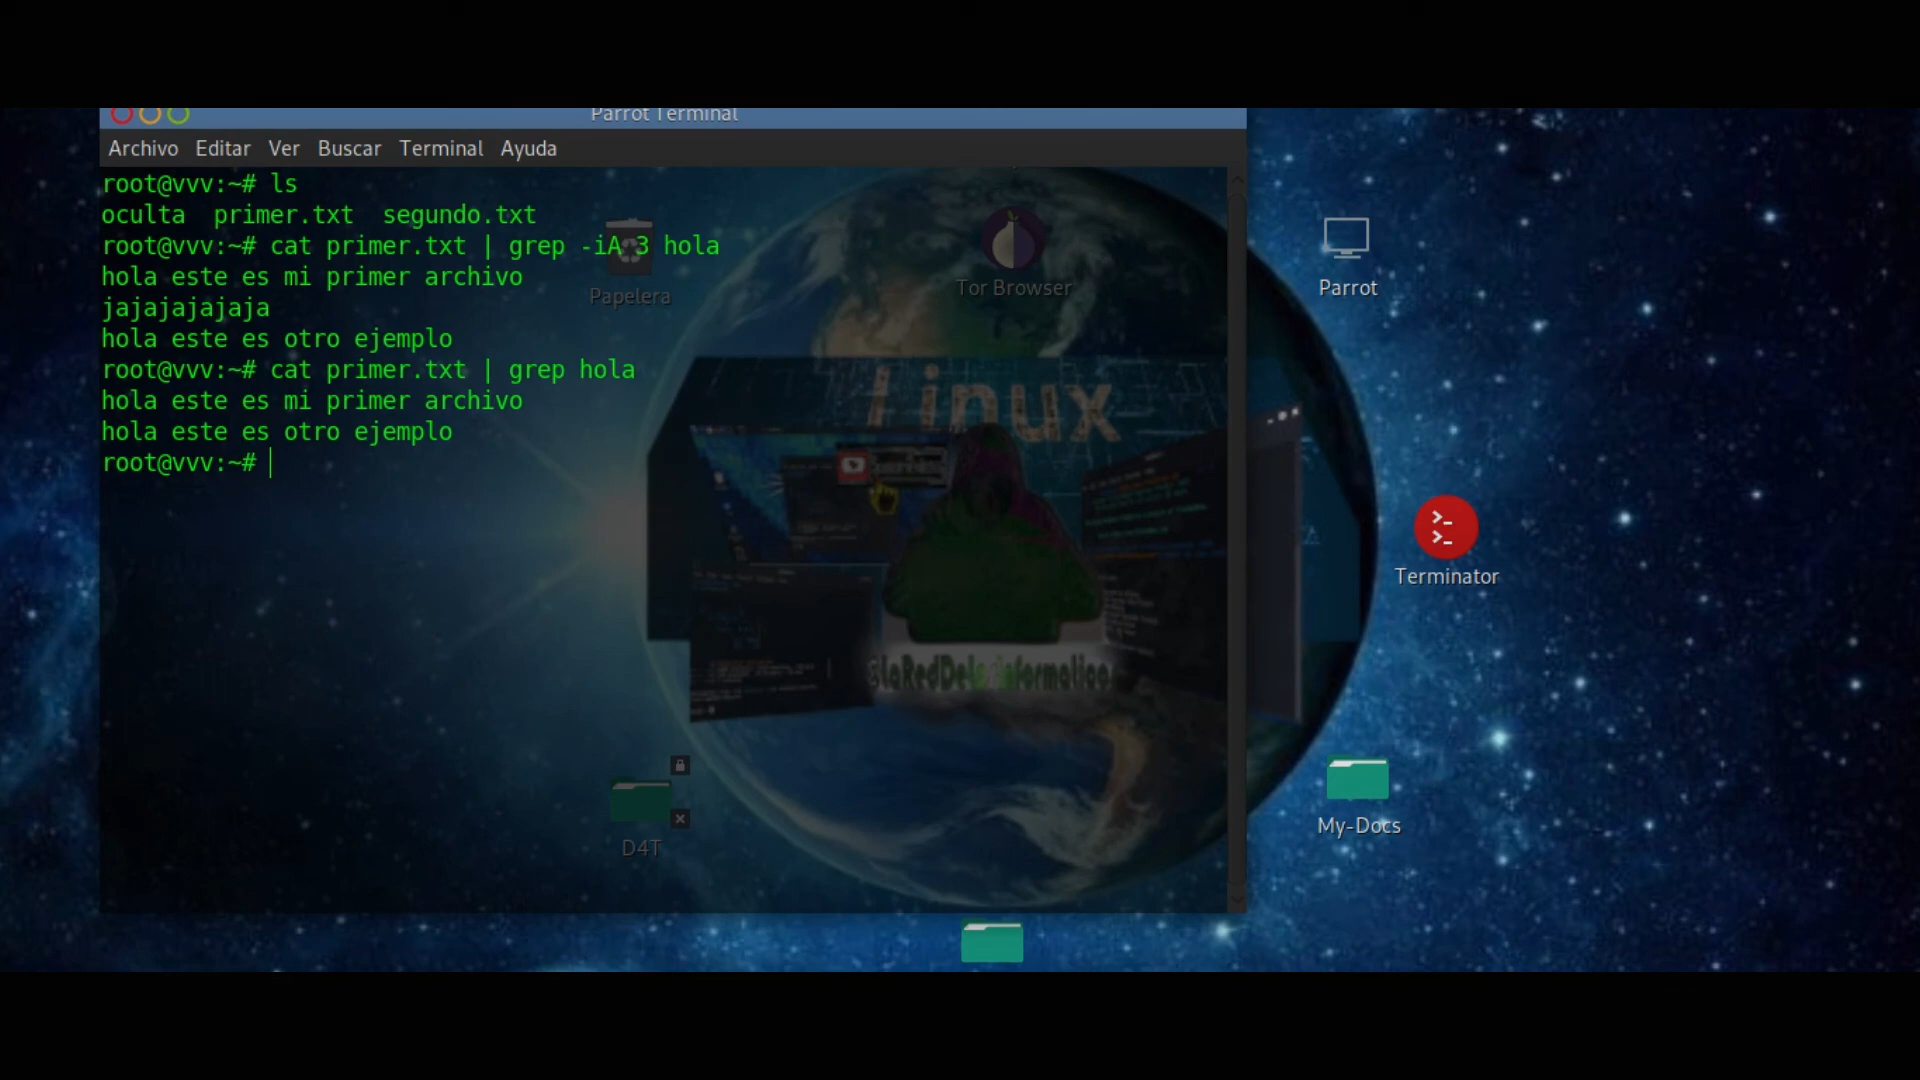 Parrot Terminal
Archivo Editar Ver Buscar Terminal Ayuda
root@vvv:~# ls
oculta primer.txt segundo.txt
root@vvv:~# cat primer.txt | grep -iA 3 hola
hola este es mi primer archivo
jajajajajaja
hola este es otro ejemplo
root@vvv:~# cat primer.txt | grep hola
hola este es mi primer archivo
hola este es otro ejemplo
root@vvv:~#
Papelera
Tor Browser
Parrot
Linux
Terminator
D4T
My-Docs